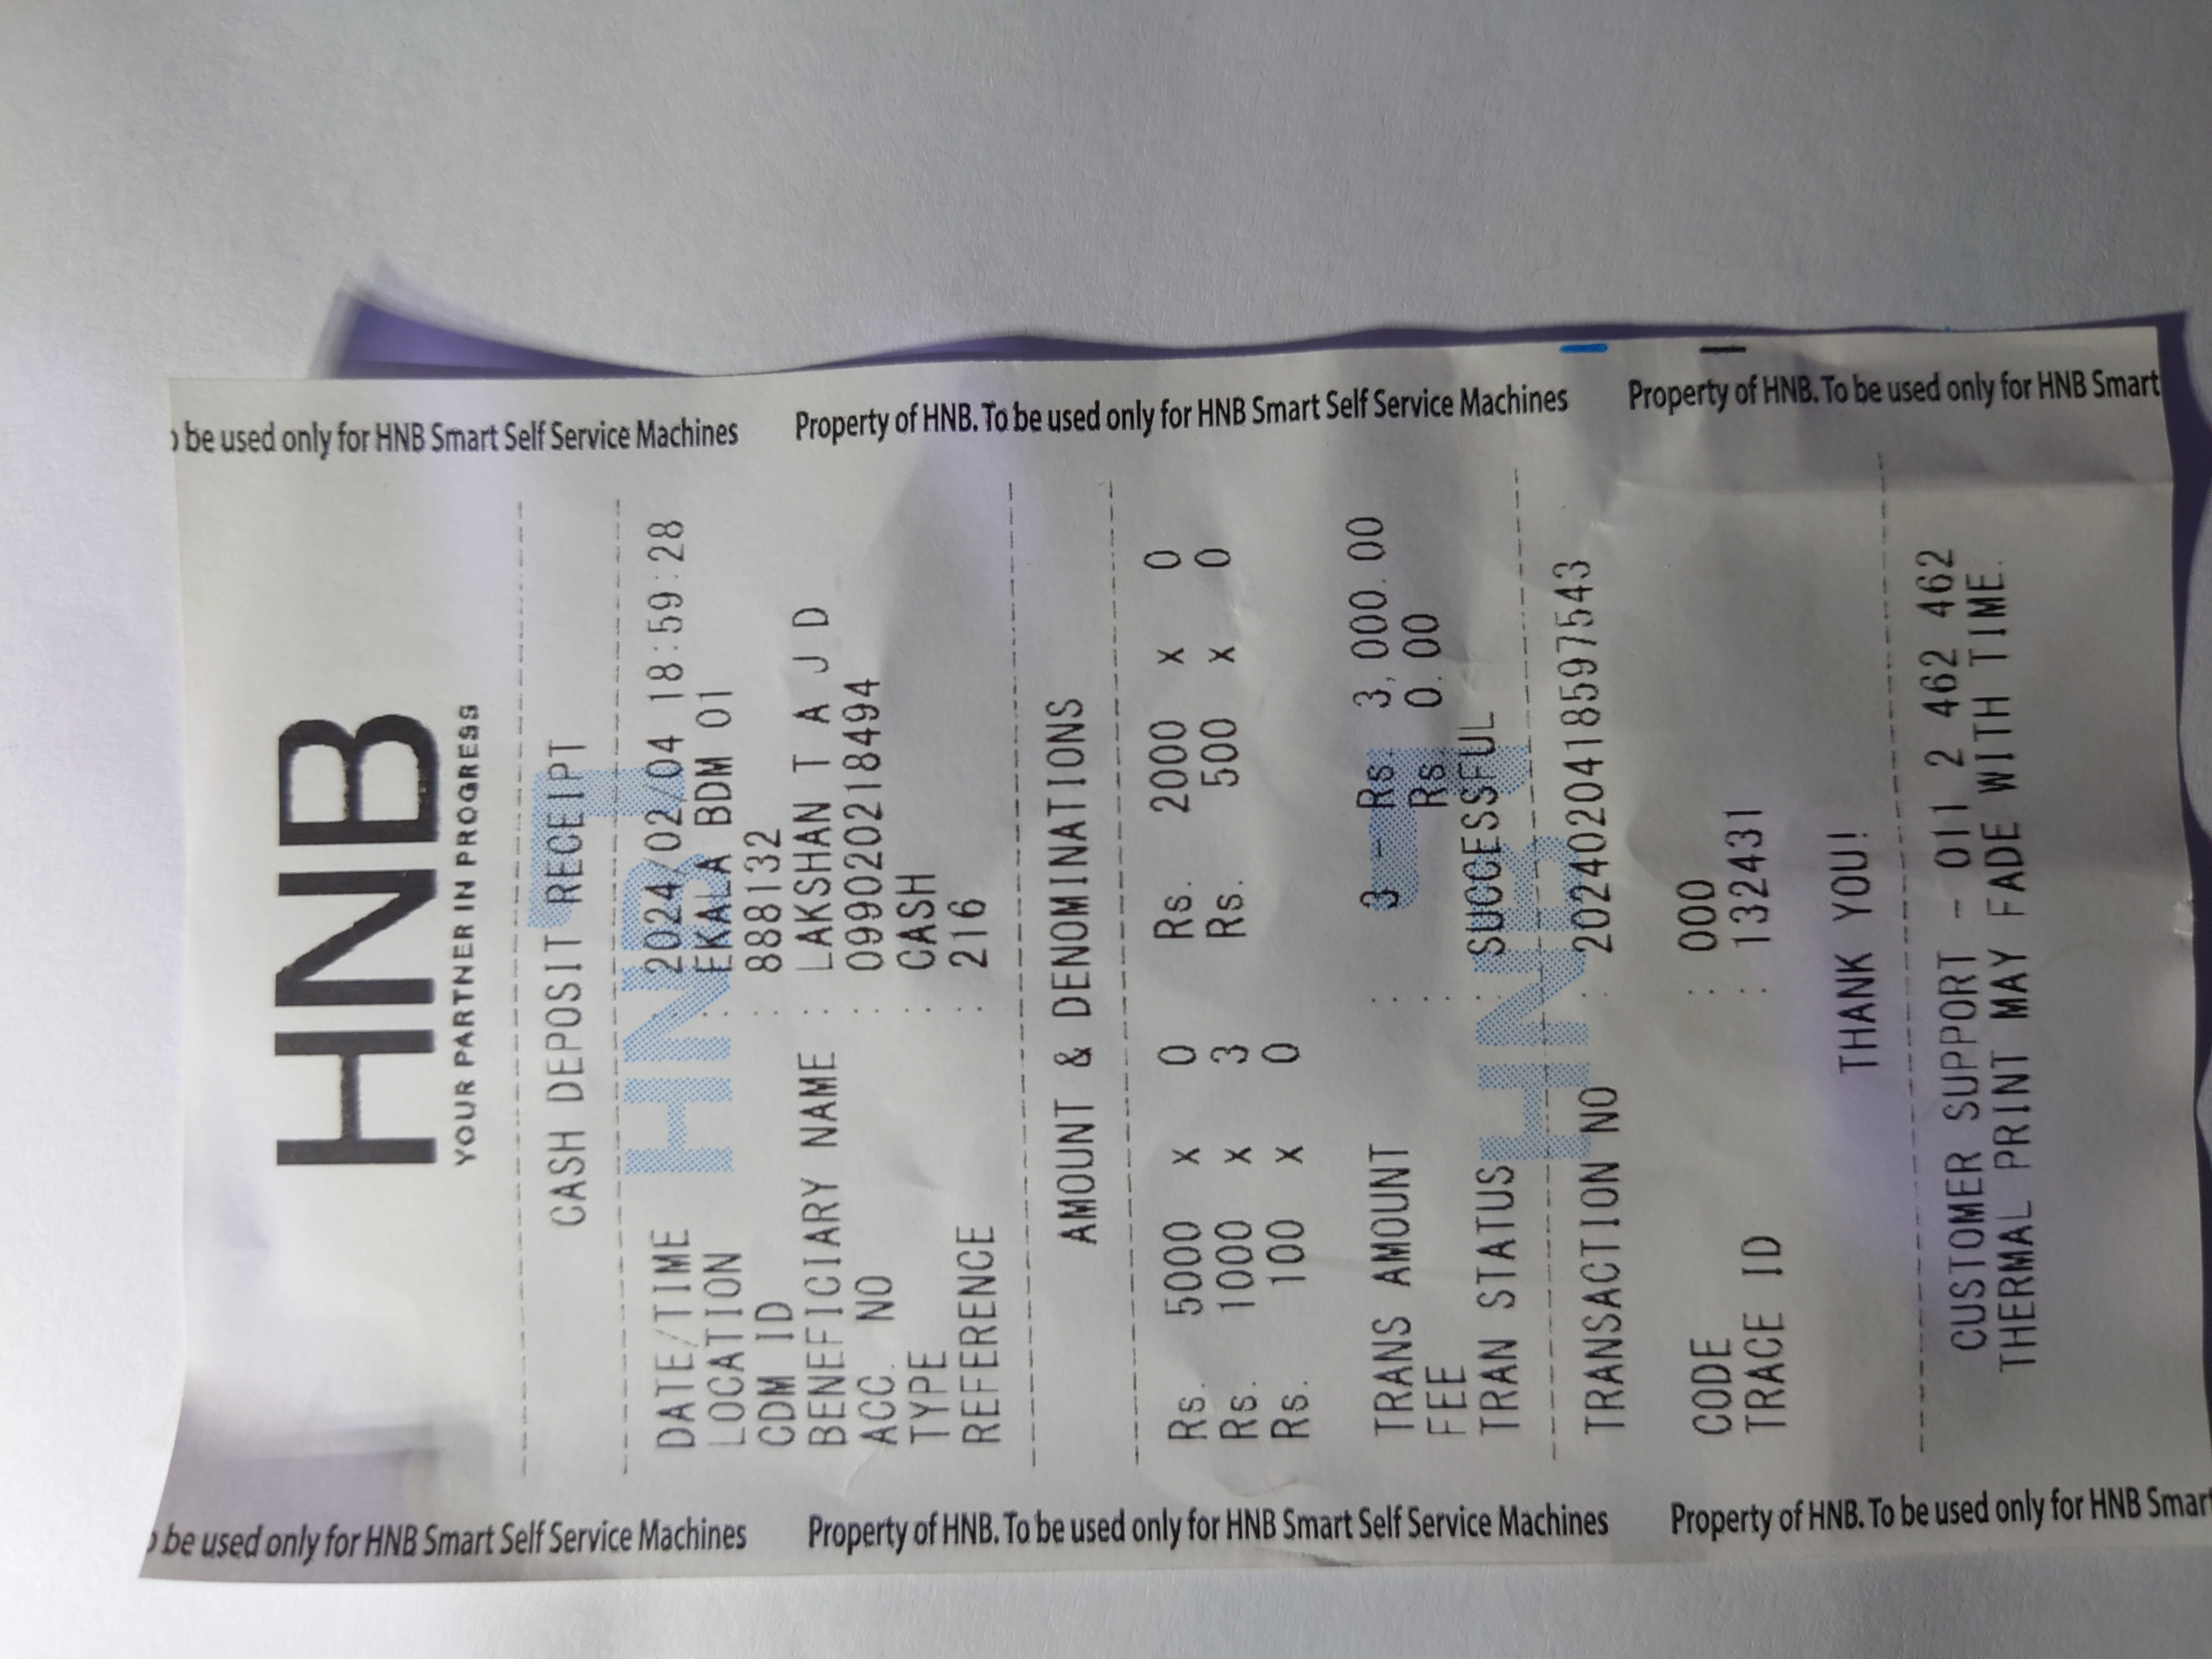 HNB
YOUR PARTNER IN PROGRESS
CASH DEPOSIT RECEIPT
DATE/TIME : 2024/02/04 18:59:28
LOCATION : EKALA BDM 01
CDM ID : 888132
BENEFICIARY NAME : LAKSHAN T A J D
ACC. NO : 099020218494
TYPE : CASH
REFERENCE : 216
AMOUNT & DENOMINATIONS
Rs. 5000 x 0 Rs. 2000 x 0
Rs. 1000 x 3 Rs. 500 x 0
Rs. 100 x 0
TRANS AMOUNT : 3 - Rs. 3,000.00
FEE : Rs. 0.00
TRAN STATUS : SUCCESSFUL
TRANSACTION NO : 202402041859 7543
CODE : 000
TRACE ID : 132431
THANK YOU!
CUSTOMER SUPPORT - 011 2 462 462
THERMAL PRINT MAY FADE WITH TIME.
be used only for HNB Smart Self Service Machines Property of HNB. To be used only for HNB Smart Self Service Machines Property of HNB. To be used only for HNB Smart
be used only for HNB Smart Self Service Machines Property of HNB. To be used only for HNB Smart Self Service Machines Property of HNB. To be used only for HNB Smart
HNB
HNB